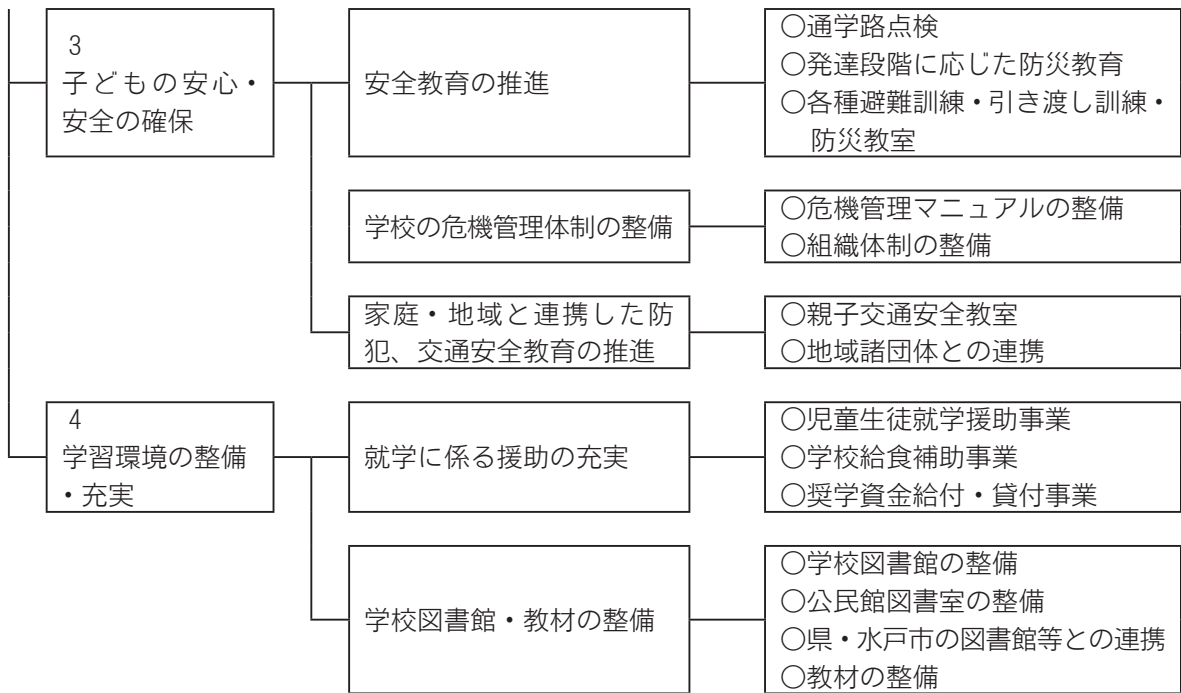 3
子どもの安心・
安全の確保
安全教育の推進
○通学路点検
○発達段階に応じた防災教育
○各種避難訓練・引き渡し訓練・
防災教室
学校の危機管理体制の整備
○危機管理マニュアルの整備
○組織体制の整備
家庭・地域と連携した防
犯、交通安全教育の推進
○親子交通安全教室
○地域諸団体との連携
4
学習環境の整備
・充実
就学に係る援助の充実
○児童生徒就学援助事業
○学校給食補助事業
○奨学資金給付・貸付事業
学校図書館・教材の整備
○学校図書館の整備
○公民館図書室の整備
○県・水戸市の図書館等との連携
○教材の整備